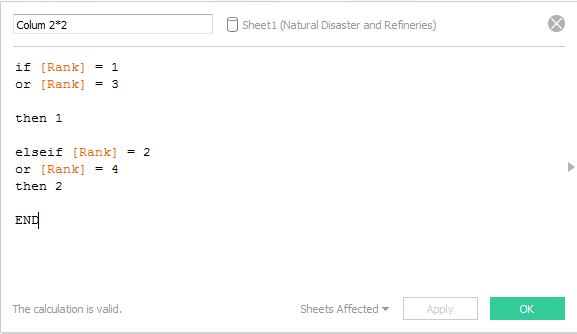 Colum 2*2
Sheet1 (Natural Disaster and Refineries)
if [Rank] = 1
or [Rank] = 3
then 1
elseif [Rank] = 2
or [Rank] = 4
then 2
END
The calculation is valid.
Sheets Affected
Apply
OK